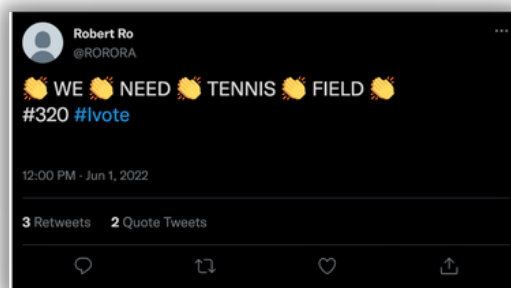 Robert Ro
@RORORA
👏 WE 👏 NEED 👏 TENNIS 👏 FIELD 👏
#320 #Ivote
12:00 PM · Jun 1, 2022
3 Retweets 2 Quote Tweets